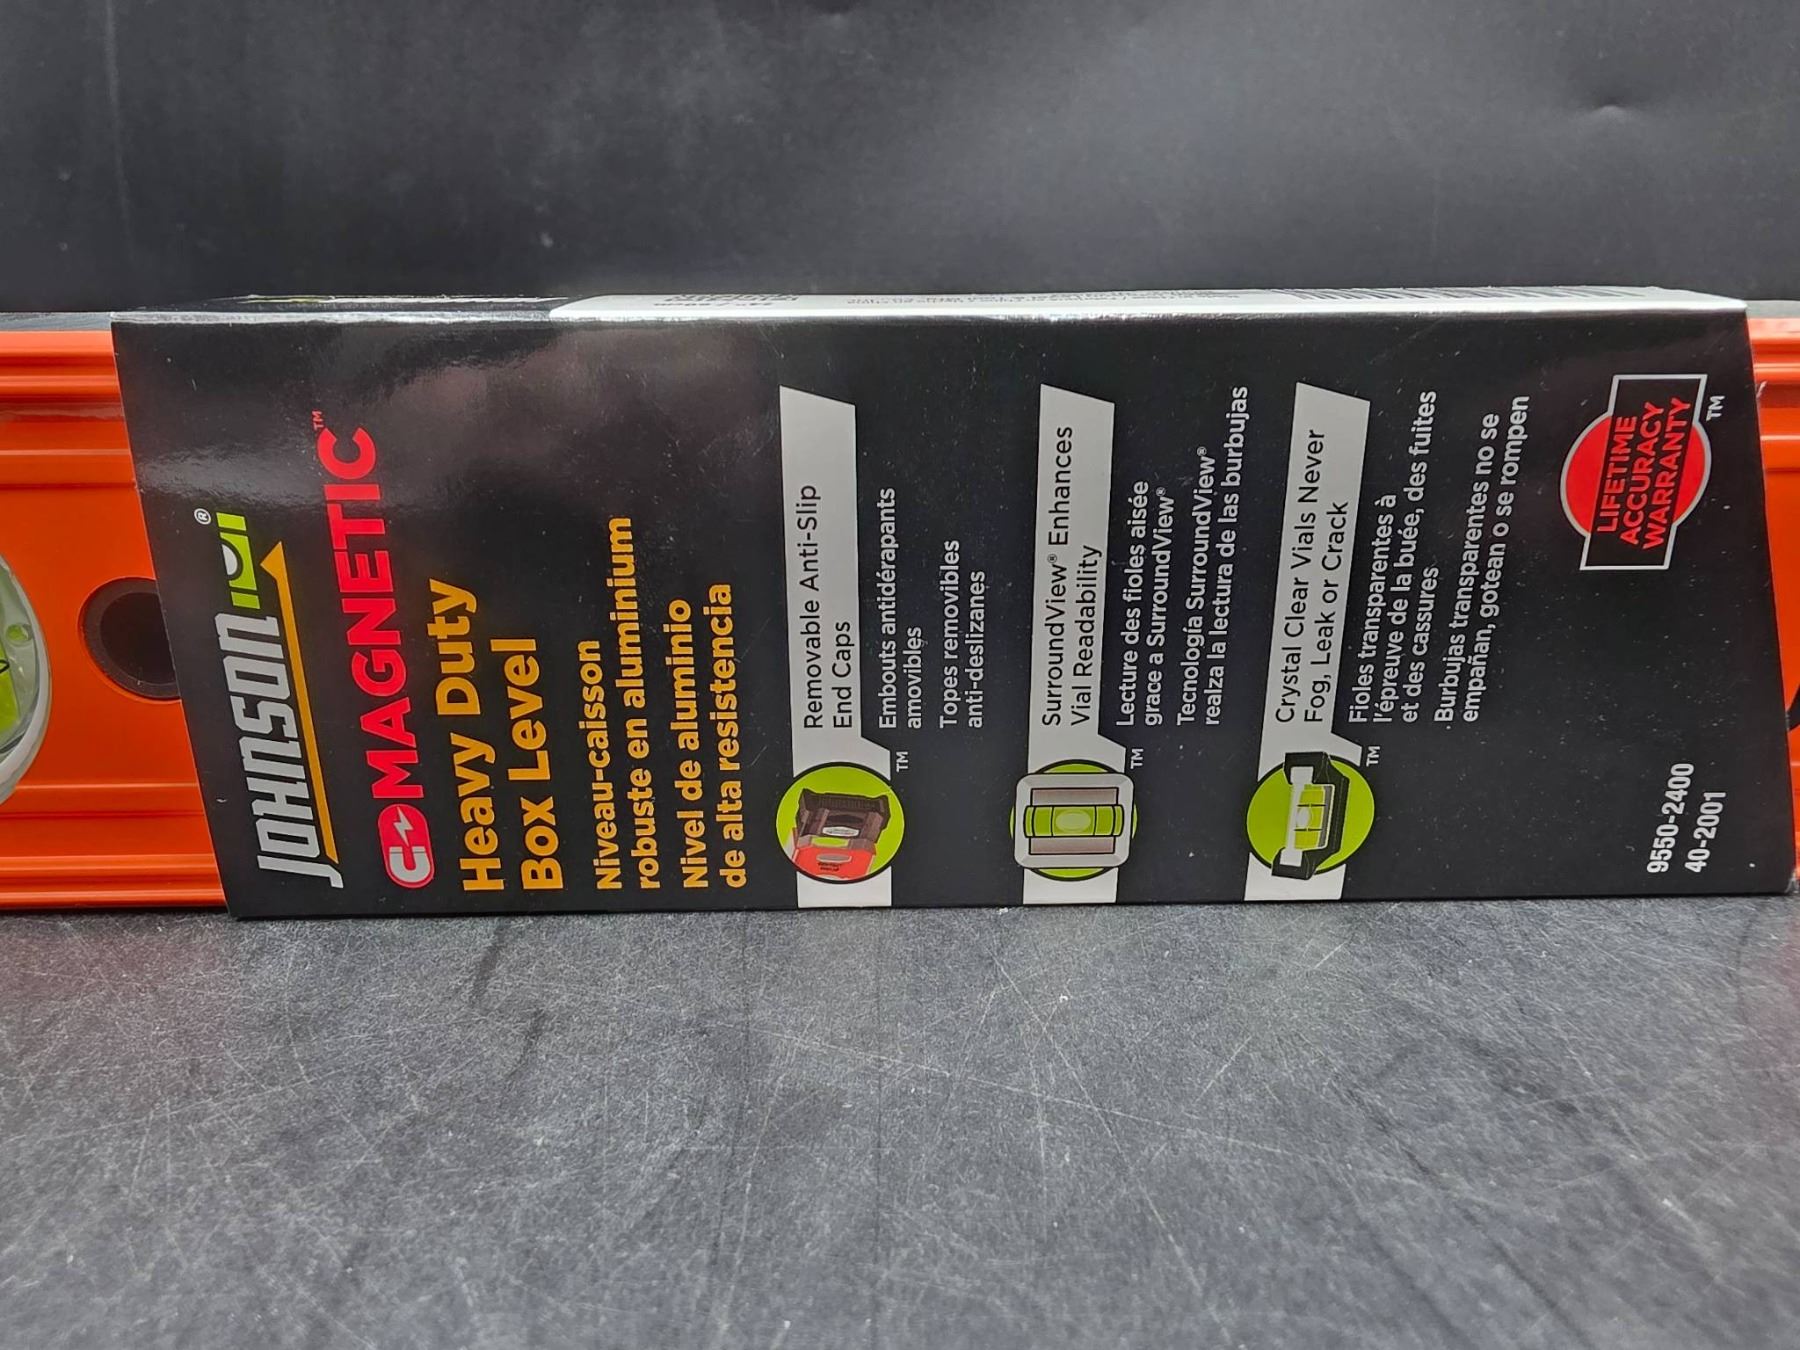 JOHNSON®
MAGNETIC™
Heavy Duty
Box Level
Niveau-caisson
robuste en aluminium
Nivel de aluminio
de alta resistencia
Removable Anti-Slip
End Caps
™
Embouts antidérapants
amovibles
Topes removibles
anti-deslizanes
SurroundView® Enhances
Vial Readability
™
Lecture des fioles aisée
grace a SurroundView®
Tecnología SurroundView®
realza la lectura de las burbujas
Crystal Clear Vials Never
Fog, Leak or Crack
™
Fioles transparentes à
l'épreuve de la buée, des fuites
et des cassures
Burbujas transparentes no se
empañan, gotean o se rompen
LIFETIME
ACCURACY
WARRANTY
™
9550-2400
40-2001